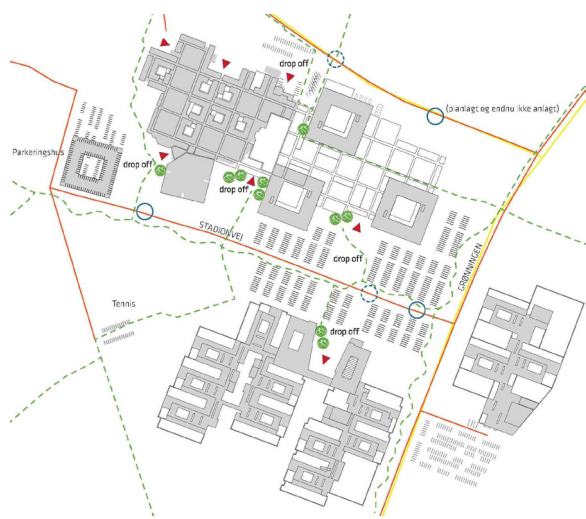 drop off
(planlagt og endnu ikke anlagt)
Parkeringshus
drop off
drop off
STADIONVEJ
drop off
GRØNNINGEN
Tennis
drop off